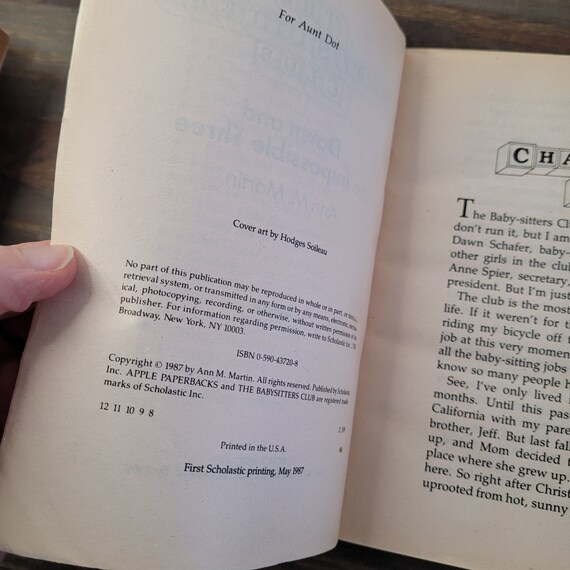 For Aunt Dot
Cover art by Hodges Soileau
No part of this publication may be reproduced in whole or in part, or
retrieval system, or transmitted in any form or by any means, electronic,
ical, photocopying, recording, or otherwise, without written permission of
publisher. For information regarding permission, write to Scholastic Inc.,
Broadway, New York, NY 10003.
ISBN 0-590-43720-8
Copyright © 1987 by Ann M. Martin. All rights reserved. Published by Scholastic
Inc. APPLE PAPERBACKS and THE BABYSITTERS CLUB are registered trade
marks of Scholastic Inc.
12 11 10 9 8
Printed in the U.S.A.
First Scholastic printing, May 1987
CHA
The Baby-sitters Cl
don't run it, but I am
Dawn Schafer, baby-
other girls in the club
Anne Spier, secretary,
president. But I'm just
The club is the most
life. If it weren't for th
riding my bicycle off t
job at this very moment
all the baby-sitting jobs
know so many people h
See, I've only lived
months. Until this pas
California with my pare
brother, Jeff. But last fall
up, and Mom decided t
place where she grew up.
here. So right after Christ
uprooted from hot, sunny